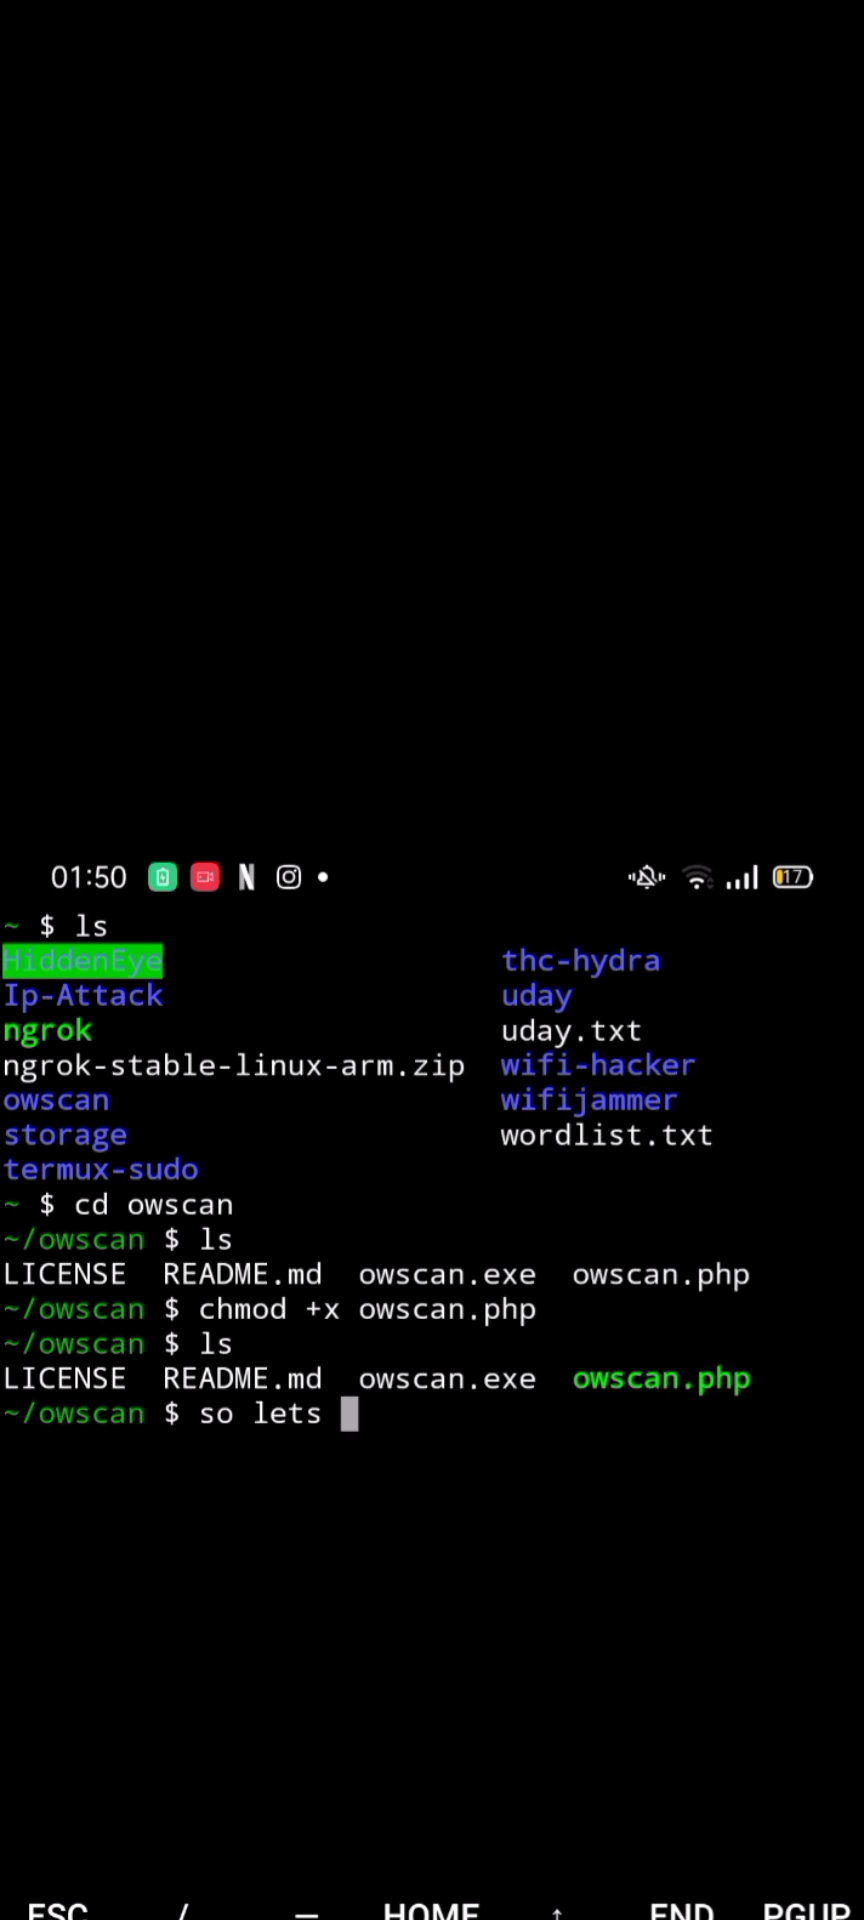 01:50 N 17
~ $ ls
HiddenEye thc-hydra
Ip-Attack uday
ngrok uday.txt
ngrok-stable-linux-arm.zip wifi-hacker
owscan wifijammer
storage wordlist.txt
termux-sudo
~ $ cd owscan
~/owscan $ ls
LICENSE README.md owscan.exe owscan.php
~/owscan $ chmod +x owscan.php
~/owscan $ ls
LICENSE README.md owscan.exe owscan.php
~/owscan $ so lets
ESC / — HOME ↑ END PGUP